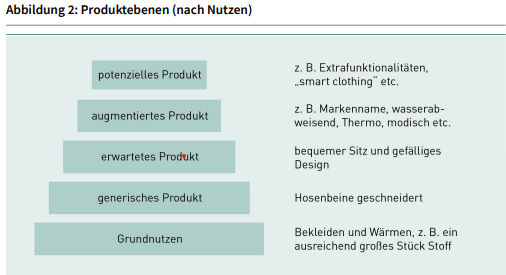 Abbildung 2: Produktebenen (nach Nutzen)
potenzielles Produkt
z. B. Extrafunktionalitäten,
„smart clothing“ etc.
augmentiertes Produkt
z. B. Markenname, wasserab-
weisend, Thermo, modisch etc.
erwartetes Produkt
bequemer Sitz und gefälliges
Design
generisches Produkt
Hosenbeine geschneidert
Grundnutzen
Bekleiden und Wärmen, z. B. ein
ausreichend großes Stück Stoff